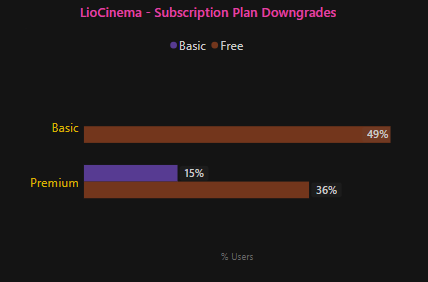 LioCinema - Subscription Plan Downgrades
Basic Free
Basic 49%
15%
Premium
36%
% Users